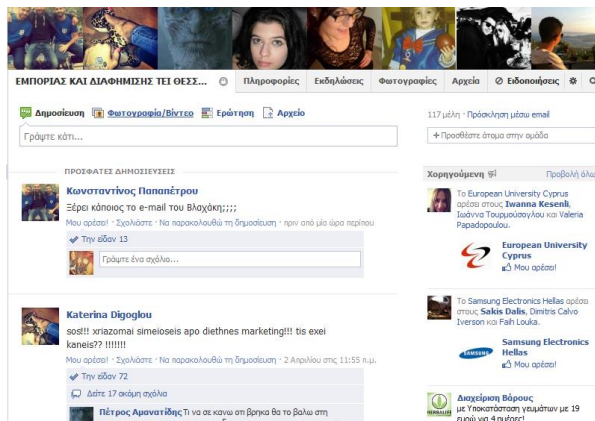 ΕΜΠΟΡΙΑΣ ΚΑΙ ΔΙΑΦΗΜΙΣΗΣ ΤΕΙ ΘΕΣΣ... Πληροφορίες Εκδηλώσεις Φωτογραφίες Αρχεία Ειδοποιήσεις
Δημοσίευση Φωτογραφία/Βίντεο Ερώτηση Αρχείο
Γράψτε κάτι...
ΠΡΟΣΦΑΤΕΣ ΔΗΜΟΣΙΕΥΣΕΙΣ
Κωνσταντίνος Παπαπέτρου
Ξέρει κάποιος το e-mail του Βλαχάκη;;;;
Μου αρέσει! · Σχολιάστε · Να παρακολουθώ τη δημοσίευση · πριν από μία ώρα περίπου
Την είδαν 13
Γράψτε ένα σχόλιο...
Katerina Digoglou
sos!!! xriazomai simeioseis apo diethnes marketing!!! tis exei
kaneis?? !!!!!!!
Μου αρέσει! · Σχολιάστε · Να παρακολουθώ τη δημοσίευση · 2 Απριλίου στις 11:55 π.μ.
Την είδαν 72
Δείτε 17 ακόμη σχόλια
Πέτρος Αμανατίδης Τι να σε κανω οτι βρηκα θα το βαλω στη
117 μέλη · Πρόσκληση μέσω email
+ Προσθέστε άτομα στην ομάδα
Χορηγούμενη Προβολή όλω
Το European University Cyprus
αρέσει στους Iwanna Kesenli,
Ιωάννα Τουρμούσογλου και Valeria
Papadopoulou.
European University
Cyprus
Μου αρέσει!
Το Samsung Electronics Hellas αρέσει
στους Sakis Dalis, Dimitris Calvo
Iverson και Faih Louka.
SAMSUNG
Samsung Electronics
Hellas
Μου αρέσει!
HERBALIFE
Διαχείριση Βάρους
με Υποκατάσταση γευμάτων με 19
ευρώ για 4 ημέρες!